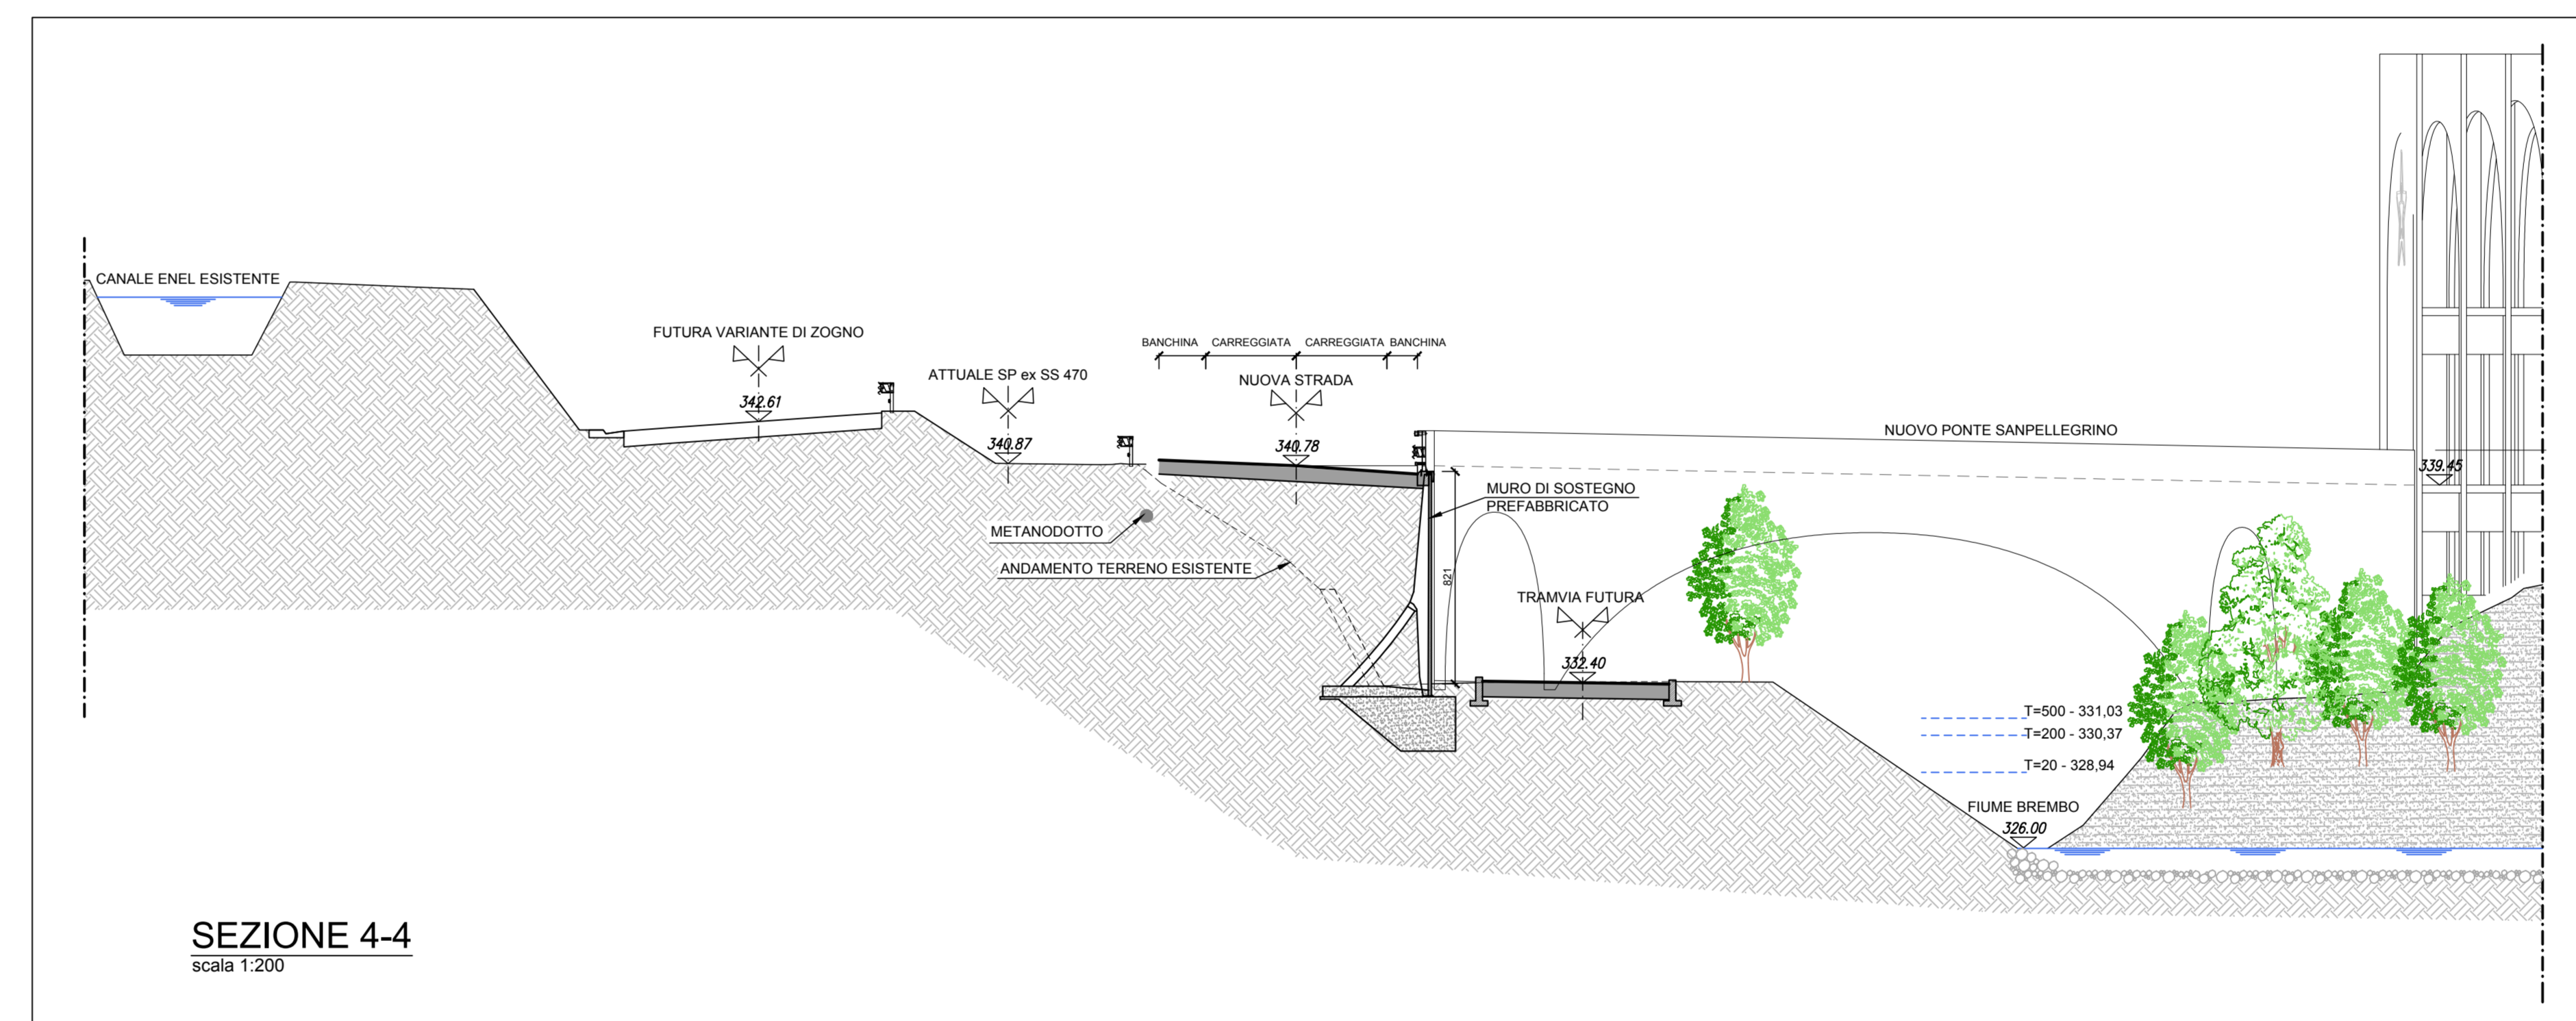 CANALE ENEL ESISTENTE
FUTURA VARIANTE DI ZOGNO
342.61
ATTUALE SP ex SS 470
340.87
BANCHINA
CARREGGIATA
CARREGGIATA
BANCHINA
NUOVA STRADA
340.78
NUOVO PONTE SANPELLEGRINO
339.45
MURO DI SOSTEGNO
PREFABBRICATO
METANODOTTO
ANDAMENTO TERRENO ESISTENTE
821
TRAMVIA FUTURA
332.40
T=500 - 331,03
T=200 - 330,37
T=20 - 328,94
FIUME BREMBO
326.00
SEZIONE 4-4
scala 1:200